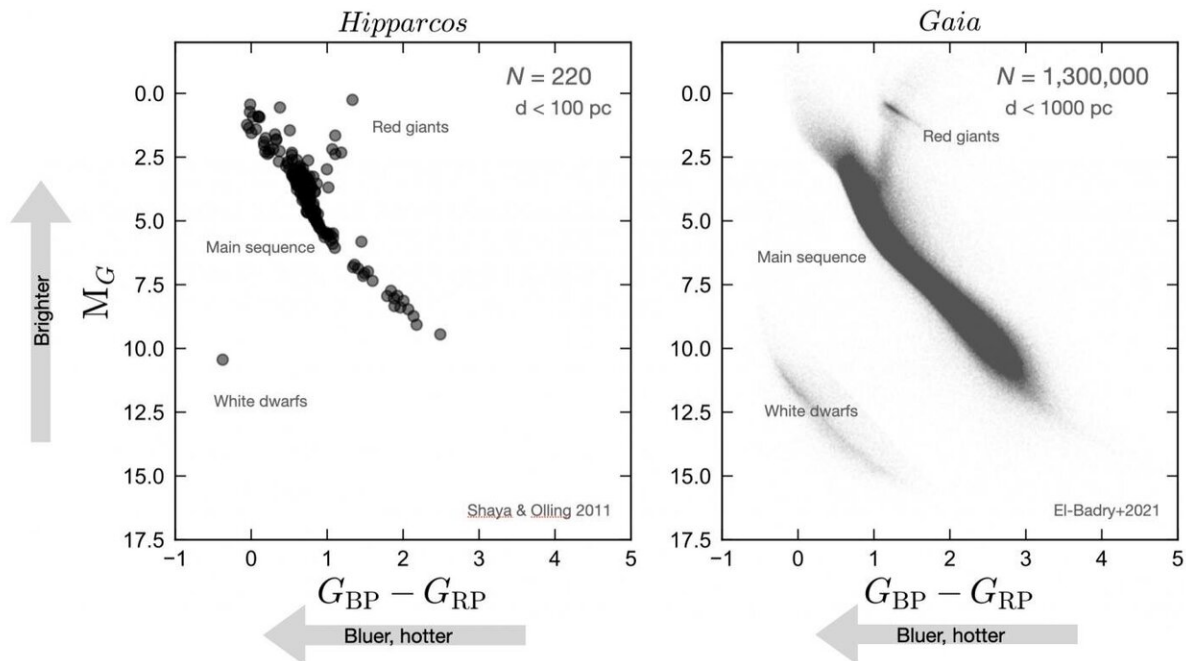 Hipparcos
N = 220
d < 100 pc
Red giants
Main sequence
White dwarfs
Shaya & Olling 2011
0.0
2.5
5.0
7.5
10.0
12.5
15.0
17.5
−1 0 1 2 3 4 5
M_G
Brighter
G_BP − G_RP
Bluer, hotter
Gaia
N = 1,300,000
d < 1000 pc
Red giants
Main sequence
White dwarfs
El-Badry+2021
0.0
2.5
5.0
7.5
10.0
12.5
15.0
17.5
−1 0 1 2 3 4 5
G_BP − G_RP
Bluer, hotter